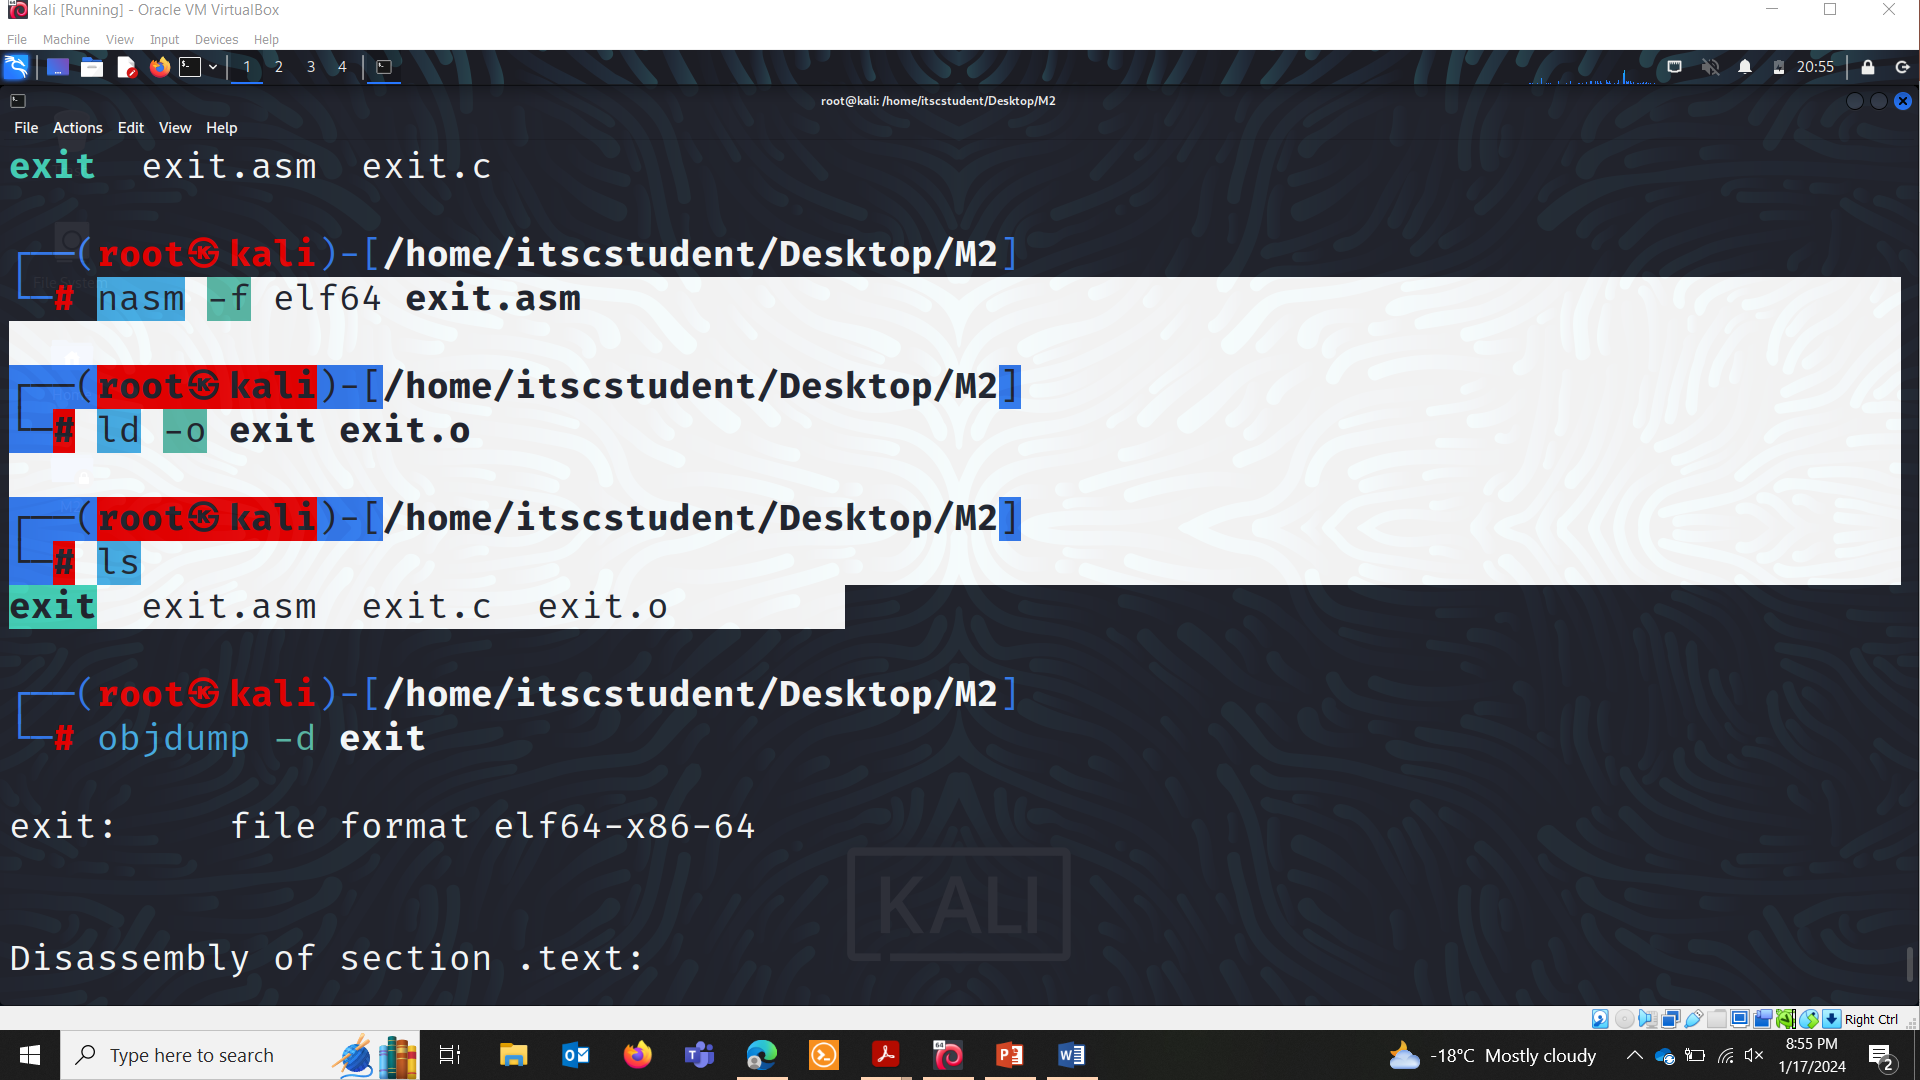 kali [Running] - Oracle VM VirtualBox
File Machine View Input Devices Help
1 2 3 4 20:55
root@kali: /home/itscstudent/Desktop/M2
File Actions Edit View Help
exit exit.asm exit.c
┌──(root㉿kali)-[/home/itscstudent/Desktop/M2]
└─# nasm -f elf64 exit.asm
┌──(root㉿kali)-[/home/itscstudent/Desktop/M2]
└─# ld -o exit exit.o
┌──(root㉿kali)-[/home/itscstudent/Desktop/M2]
└─# ls
exit exit.asm exit.c exit.o
┌──(root㉿kali)-[/home/itscstudent/Desktop/M2]
└─# objdump -d exit
exit: file format elf64-x86-64
KALI
Disassembly of section .text:
Right Ctrl
Type here to search
-18°C Mostly cloudy
8:55 PM
1/17/2024
2